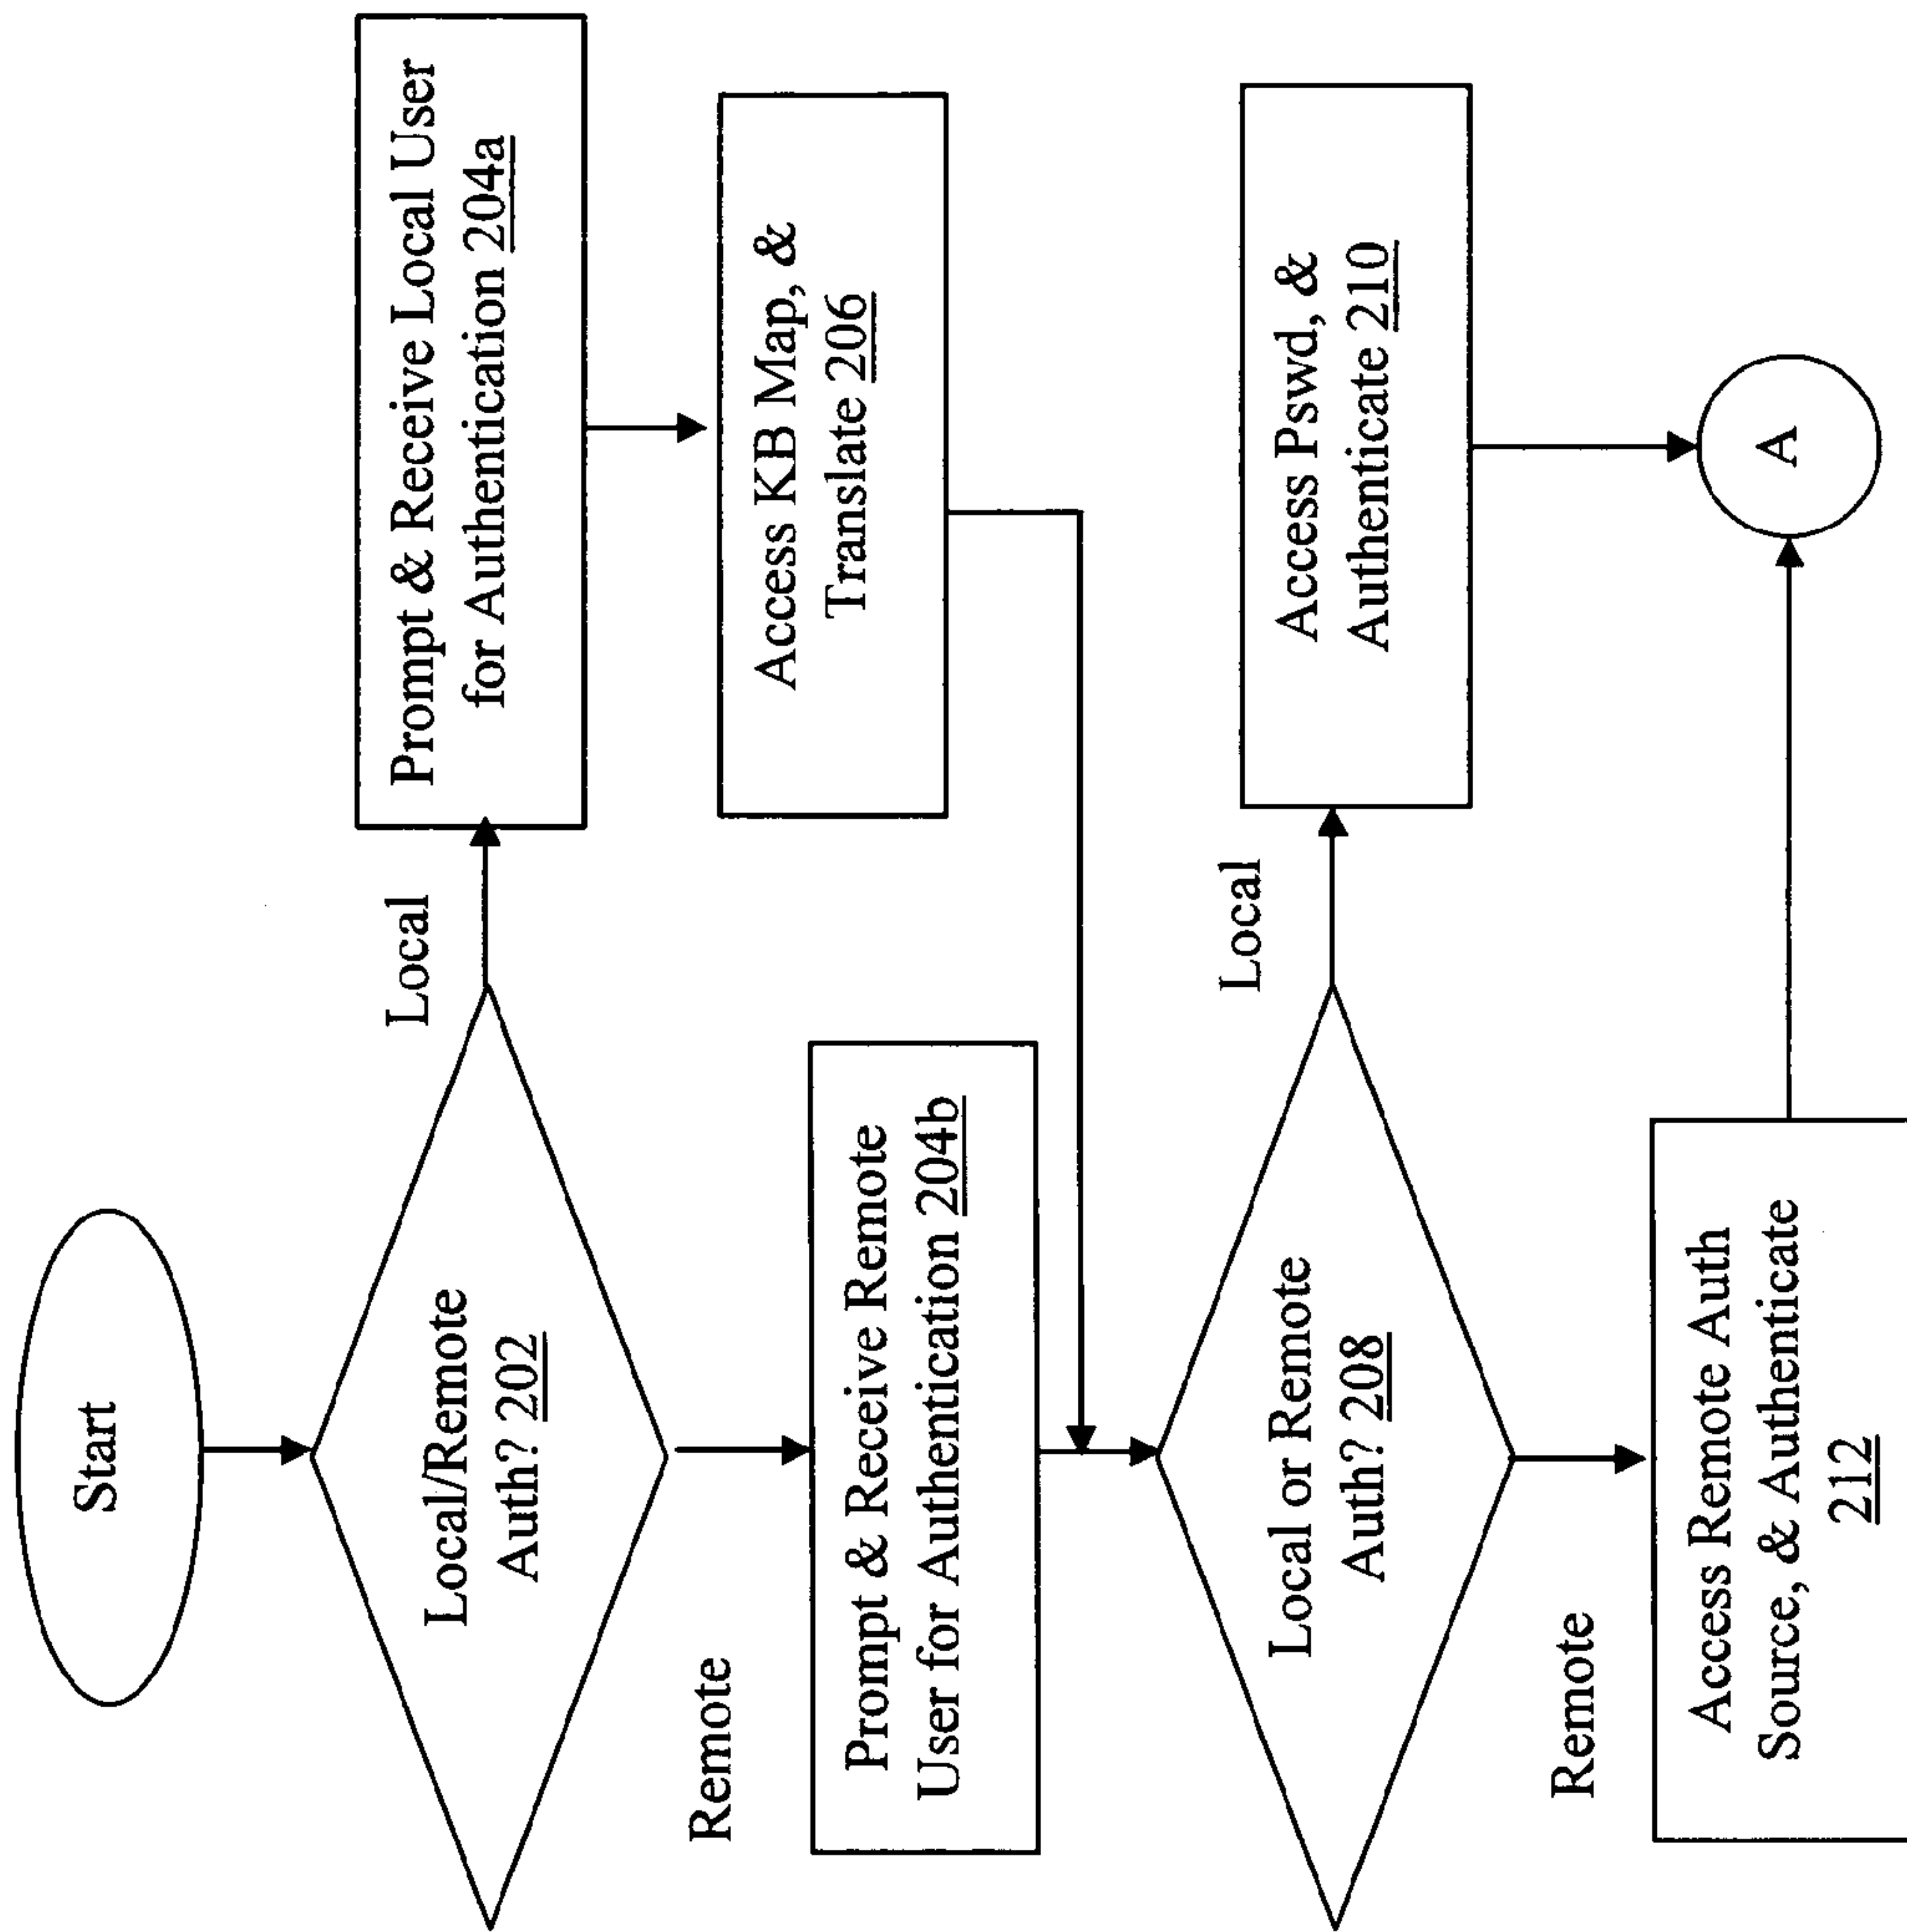 Start
Local/Remote
Auth? 202
Local
Prompt & Receive Local User
for Authentication 204a
Access KB Map, &
Translate 206
Remote
Prompt & Receive Remote
User for Authentication 204b
Local or Remote
Auth? 208
Local
Access Pswd, &
Authenticate 210
Remote
Access Remote Auth
Source, & Authenticate
212
A